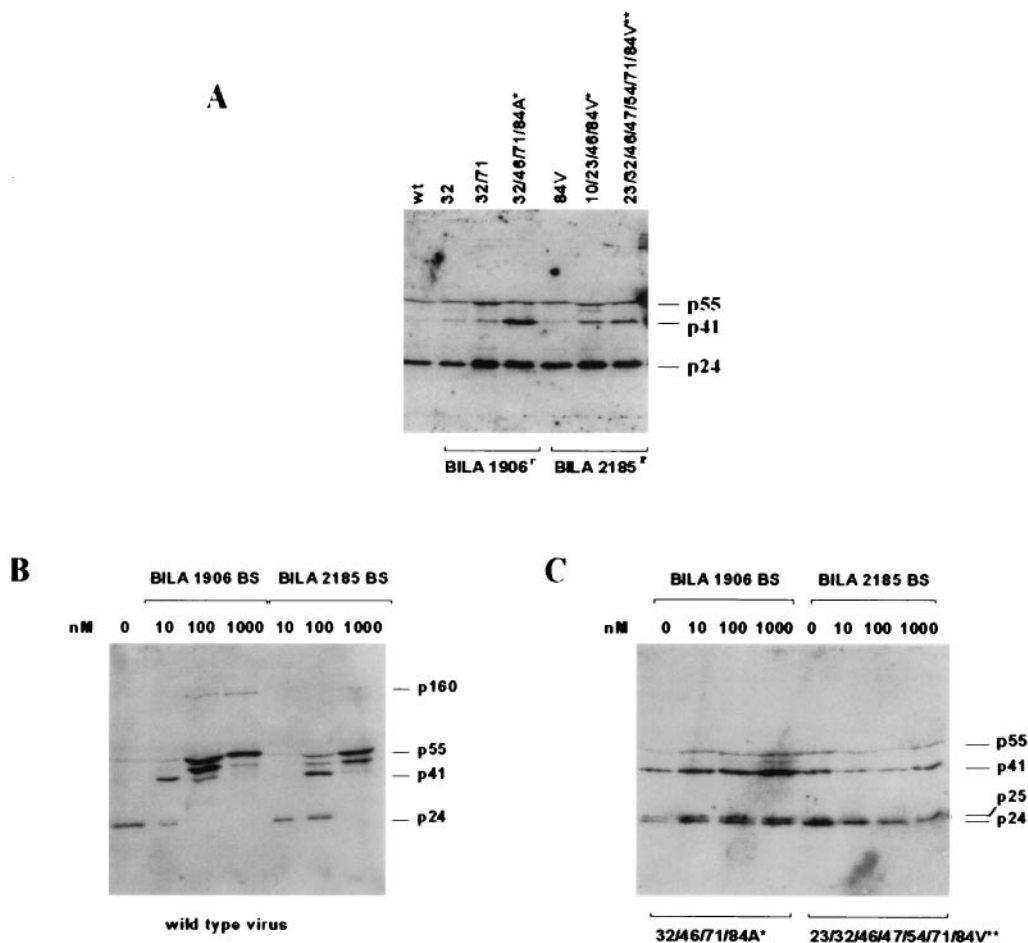 A
wt
32
32/71
32/46/71/84A*
84V
10/23/46/84V*
23/32/46/47/54/71/84V**
p55
p41
p24
BILA 1906 r
BILA 2185 r
B
BILA 1906 BS
BILA 2185 BS
nM 0 10 100 1000 10 100 1000
p160
p55
p41
p24
wild type virus
C
BILA 1906 BS
BILA 2185 BS
nM 0 10 100 1000 0 10 100 1000
p55
p41
p25
p24
32/46/71/84A*
23/32/46/47/54/71/84V**